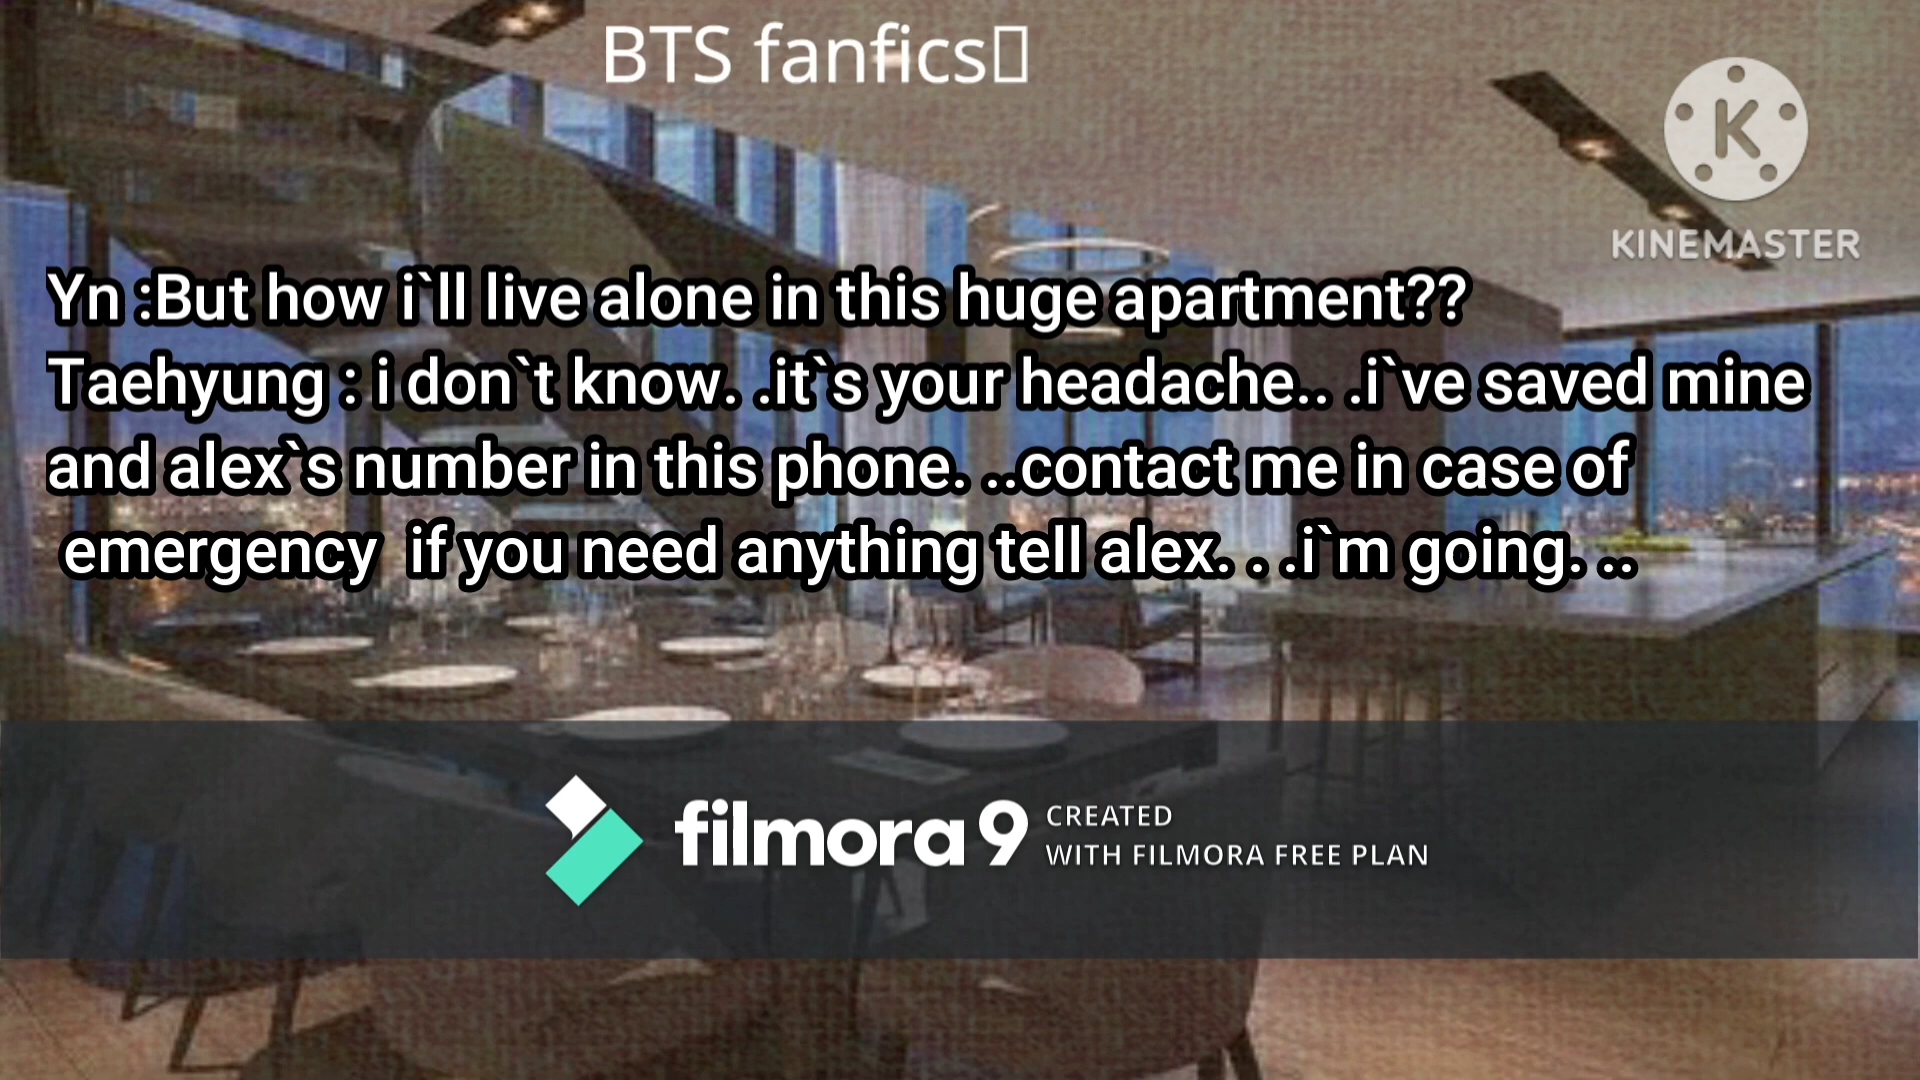 BTS fanfics
K
KINEMASTER
Yn :But how i`ll live alone in this huge apartment??
Taehyung : i don`t know. .it`s your headache.. .i`ve saved mine
and alex`s number in this phone. ..contact me in case of
emergency  if you need anything tell alex. . .i`m going. ..
filmora9 CREATED
WITH FILMORA FREE PLAN